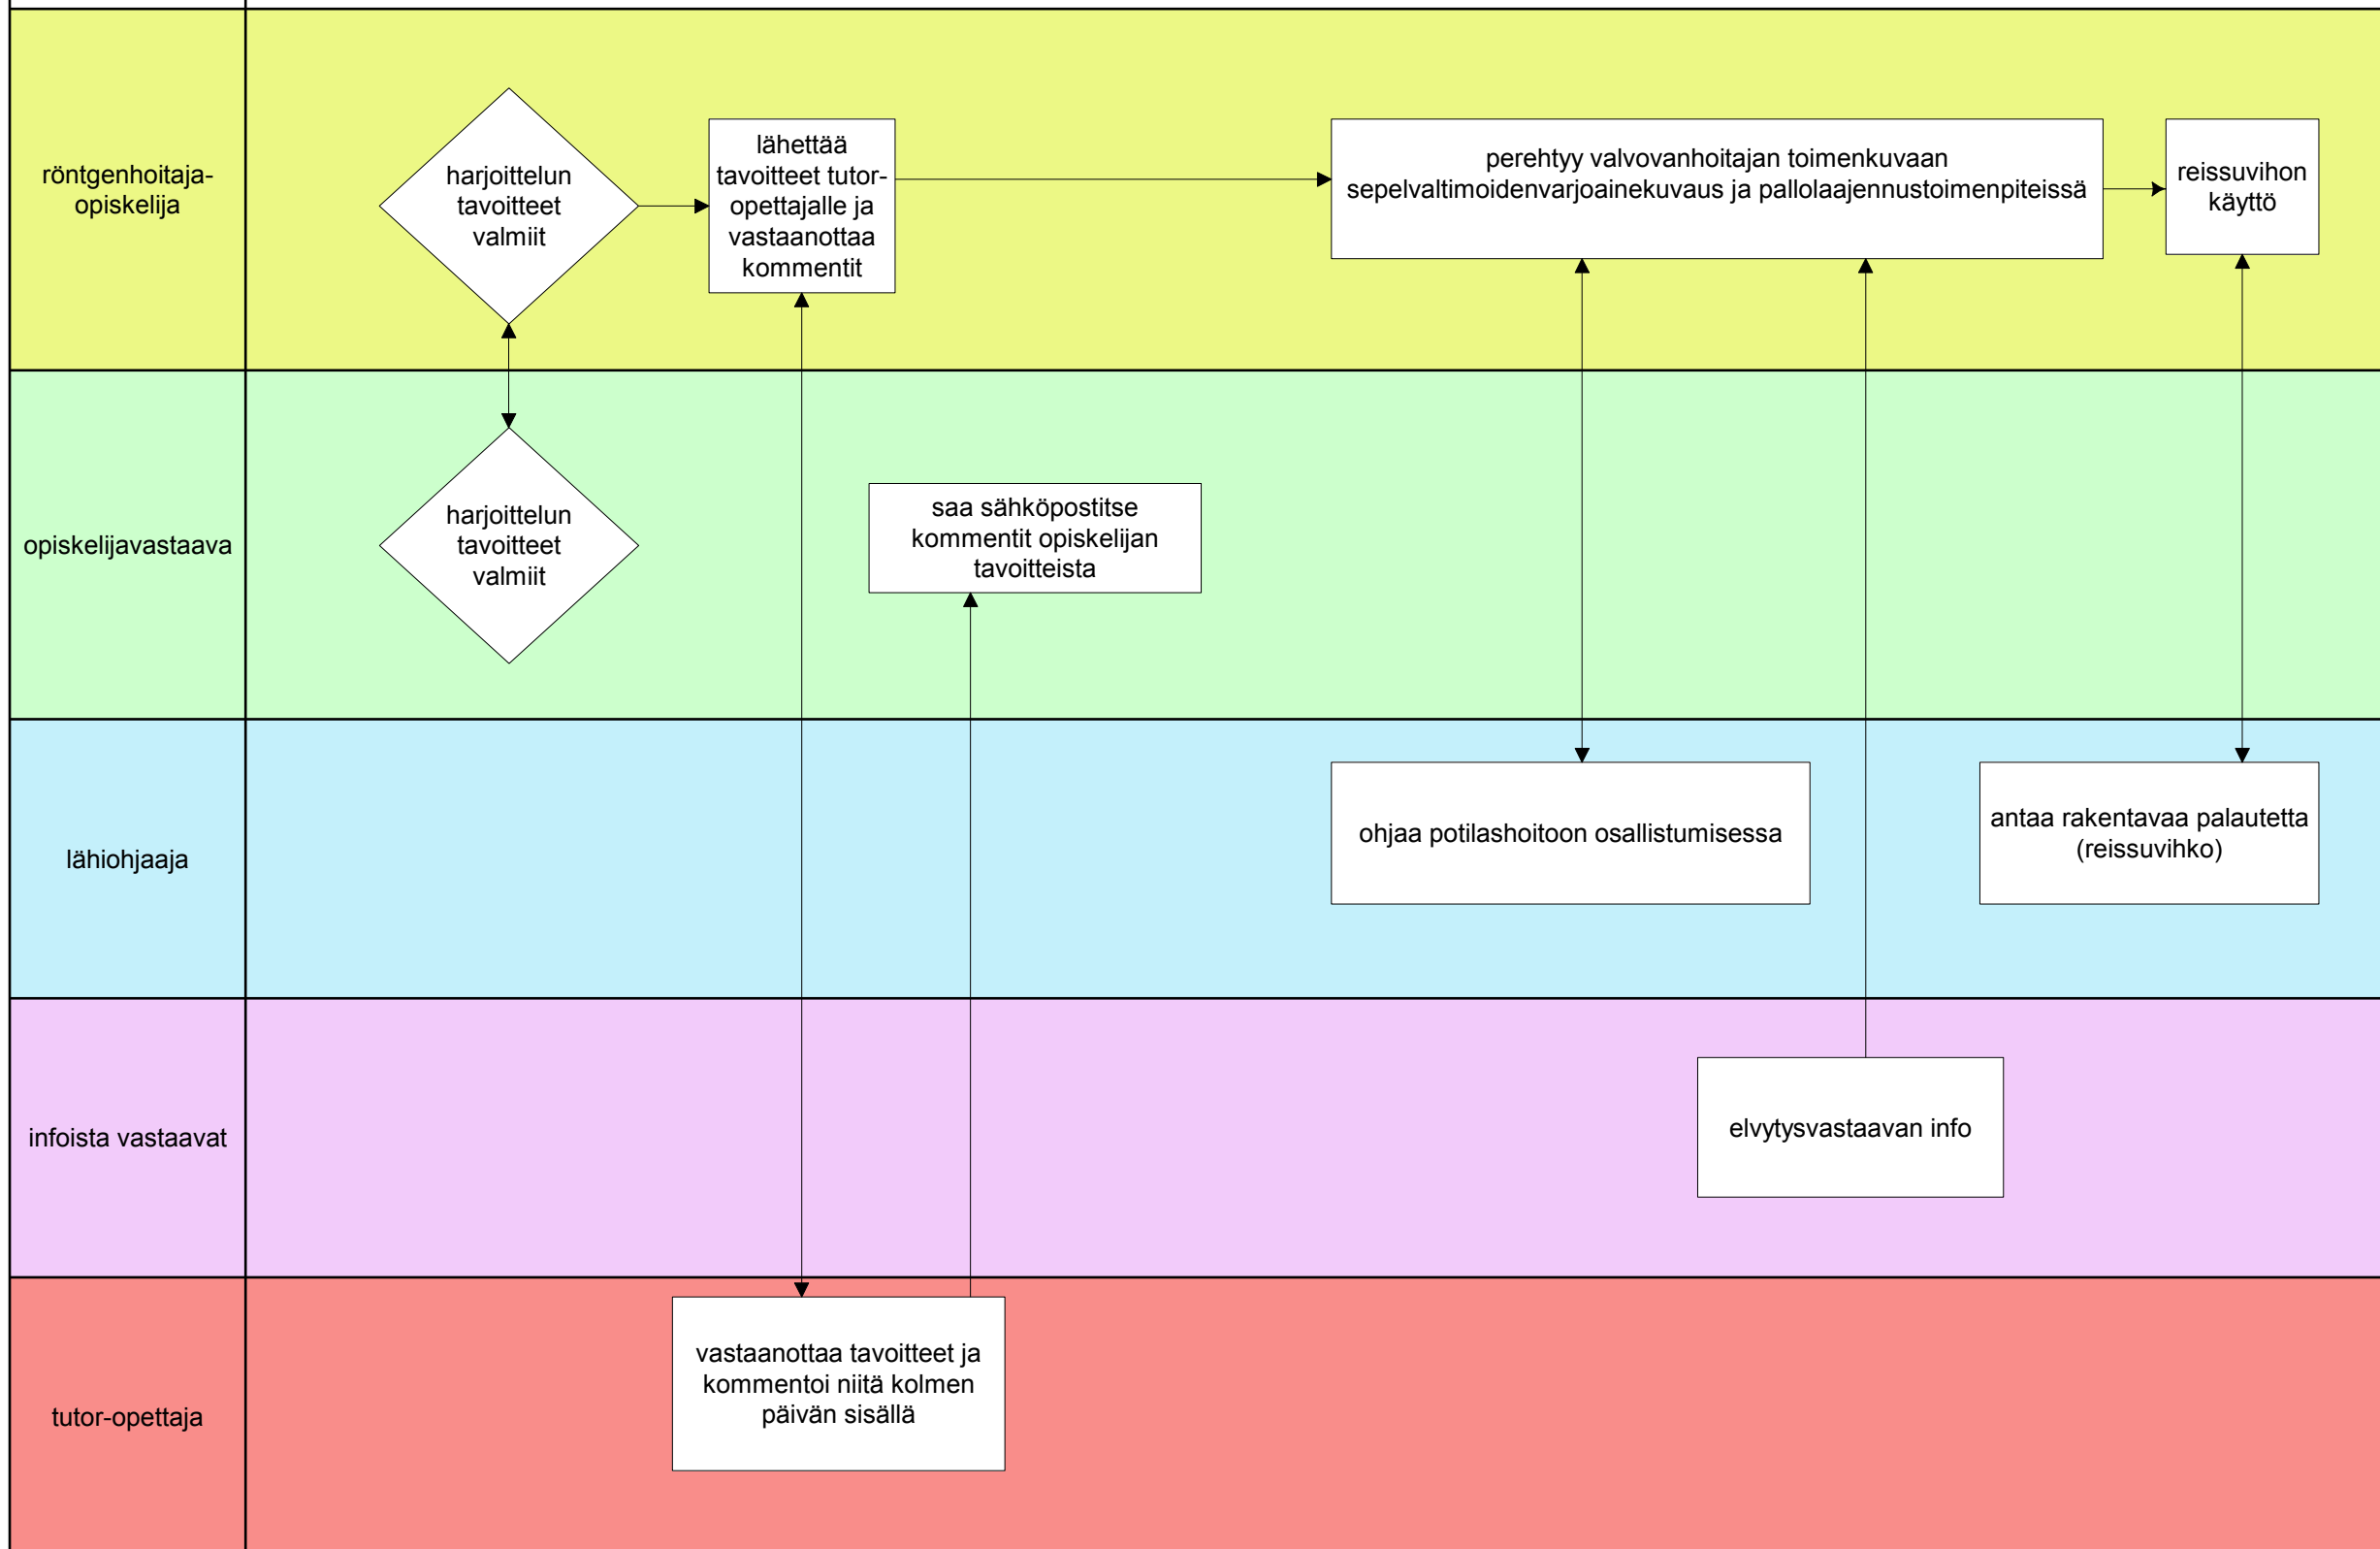 röntgenhoitaja-
opiskelija
harjoittelun
tavoitteet
valmiit
lähettää
tavoitteet tutor-
opettajalle ja
vastaanottaa
kommentit
perehtyy valvovanhoitajan toimenkuvaan
sepelvaltimoidenvarjoainekuvaus ja pallolaajennustoimenpiteissä
reissuvihon
käyttö
opiskelijavastaava
harjoittelun
tavoitteet
valmiit
saa sähköpostitse
kommentit opiskelijan
tavoitteista
lähiohjaaja
ohjaa potilashoitoon osallistumisessa
antaa rakentavaa palautetta
(reissuvihko)
infoista vastaavat
elvytysvastaavan info
tutor-opettaja
vastaanottaa tavoitteet ja
kommentoi niitä kolmen
päivän sisällä